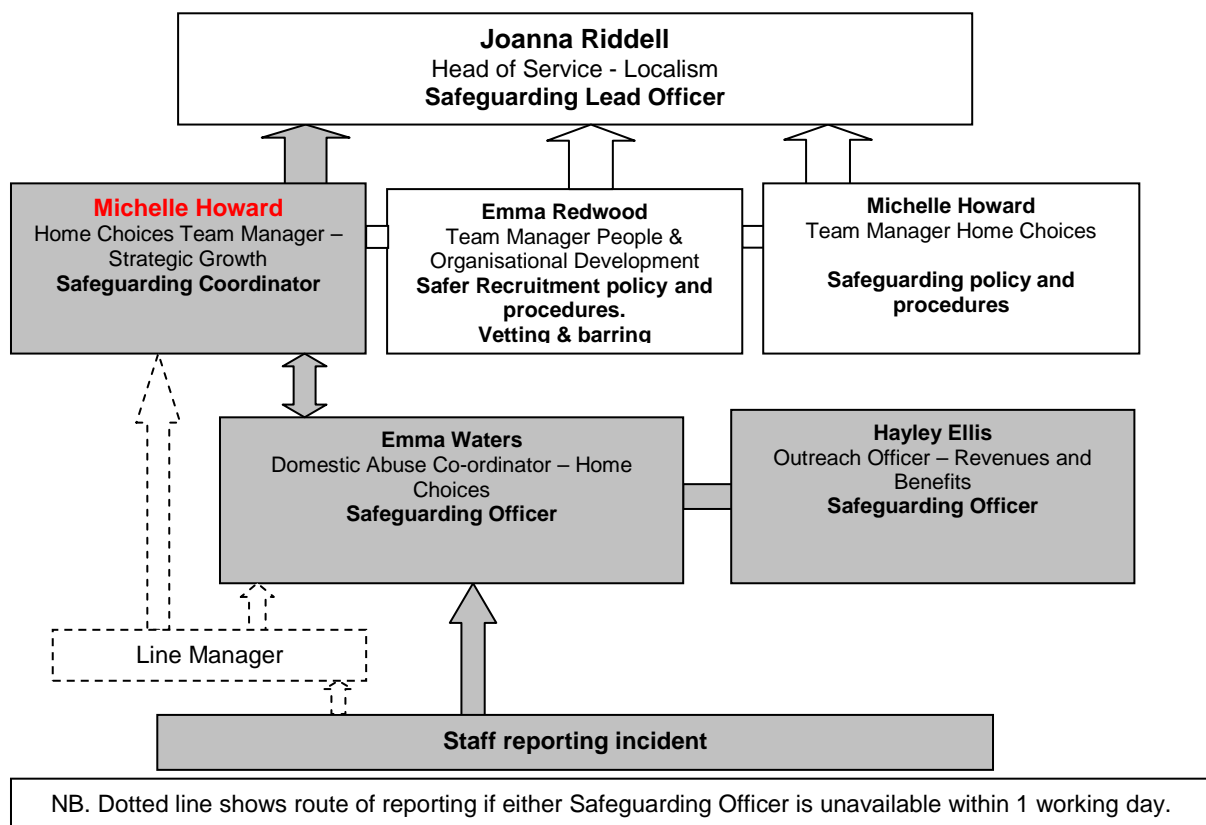 Joanna Riddell
Head of Service - Localism
Safeguarding Lead Officer
Michelle Howard
Home Choices Team Manager –
Strategic Growth
Safeguarding Coordinator
Emma Redwood
Team Manager People &
Organisational Development
Safer Recruitment policy and
procedures.
Vetting & barring
Michelle Howard
Team Manager Home Choices
Safeguarding policy and
procedures
Emma Waters
Domestic Abuse Co-ordinator – Home
Choices
Safeguarding Officer
Hayley Ellis
Outreach Officer – Revenues and
Benefits
Safeguarding Officer
Line Manager
Staff reporting incident
NB. Dotted line shows route of reporting if either Safeguarding Officer is unavailable within 1 working day.